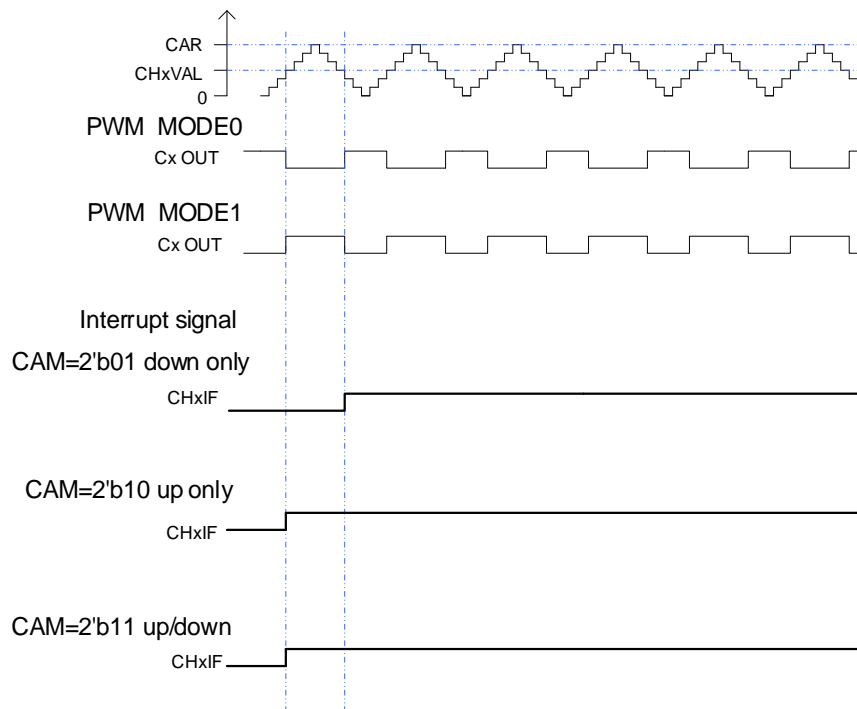 CAR
CHxVAL
0
PWM MODE0
Cx OUT
PWM MODE1
Cx OUT
Interrupt signal
CAM=2'b01 down only
CHxIF
CAM=2'b10 up only
CHxIF
CAM=2'b11 up/down
CHxIF